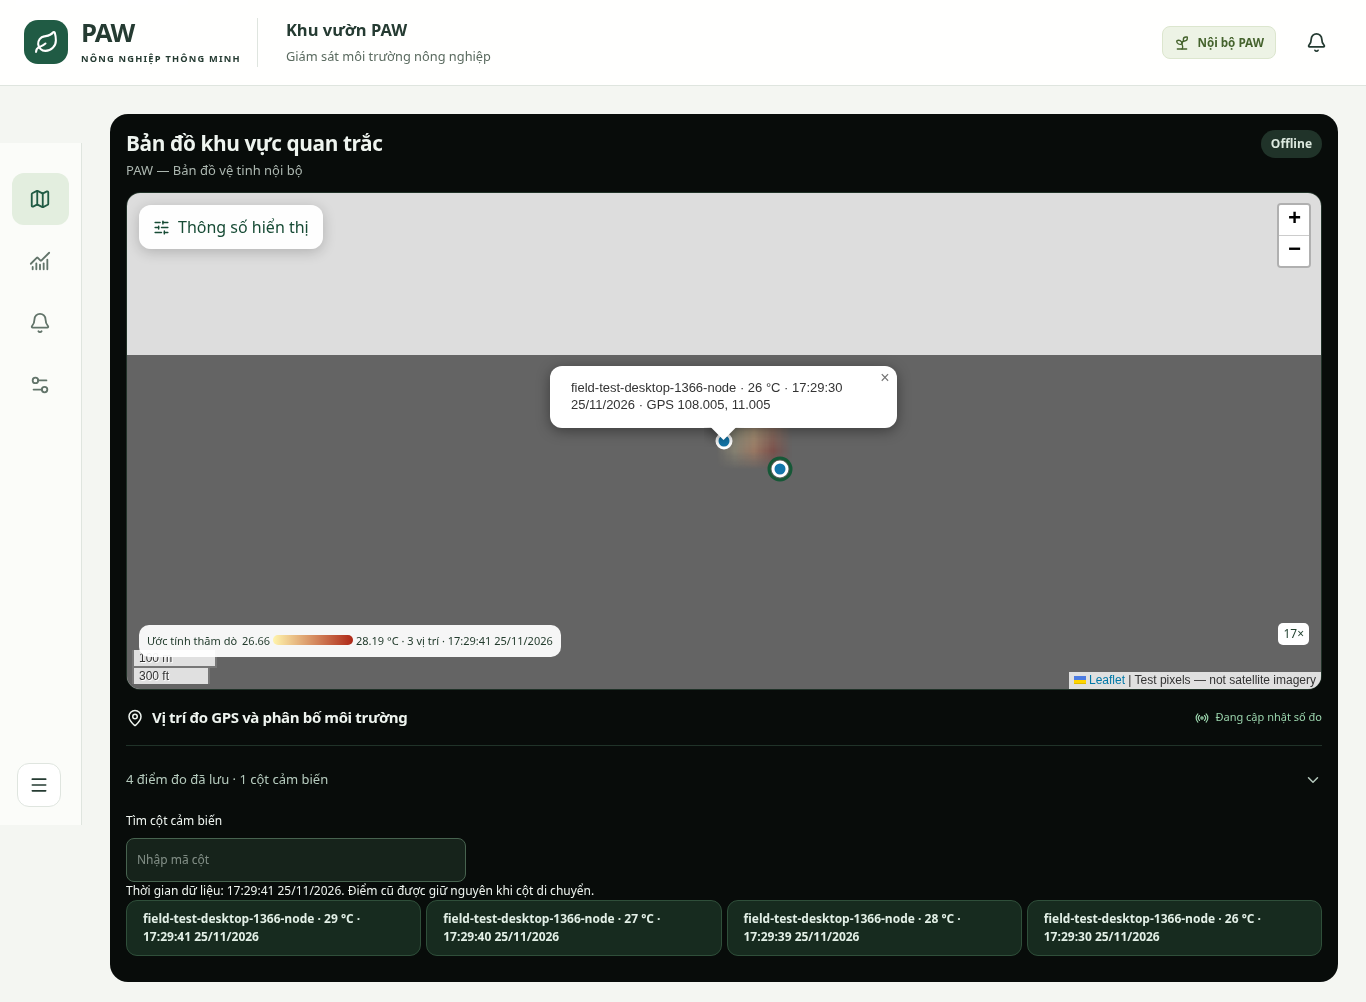 PAW
NÔNG NGHIỆP THÔNG MINH
Khu vườn PAW
Giám sát môi trường nông nghiệp
Nội bộ PAW
Bản đồ khu vực quan trắc
PAW — Bản đồ vệ tinh nội bộ
Offline
Thông số hiển thị
+
−
field-test-desktop-1366-node · 26 °C · 17:29:30
25/11/2026 · GPS 108.005, 11.005
×
Ước tính thăm dò 26.66 28.19 °C · 3 vị trí · 17:29:41 25/11/2026
17×
100 m
300 ft
Leaflet | Test pixels — not satellite imagery
Vị trí đo GPS và phân bố môi trường
Đang cập nhật số đo
4 điểm đo đã lưu · 1 cột cảm biến
Tìm cột cảm biến
Nhập mã cột
Thời gian dữ liệu: 17:29:41 25/11/2026. Điểm cũ được giữ nguyên khi cột di chuyển.
field-test-desktop-1366-node · 29 °C ·
17:29:41 25/11/2026
field-test-desktop-1366-node · 27 °C ·
17:29:40 25/11/2026
field-test-desktop-1366-node · 28 °C ·
17:29:39 25/11/2026
field-test-desktop-1366-node · 26 °C ·
17:29:30 25/11/2026